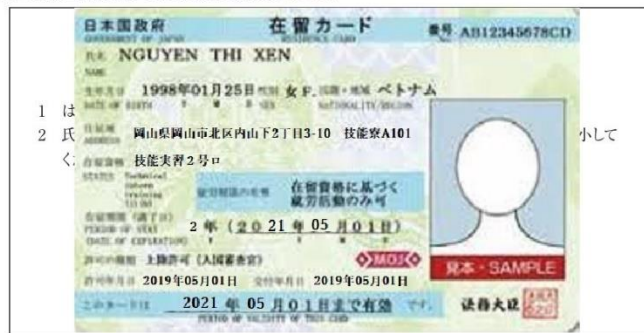 日本国政府 在留カード 番号 AB12345678CD
GOVERNMENT OF JAPAN RESIDENCE CARD No.
氏名 NGUYEN THI XEN
NAME
生年月日 1998年01月25日 性別 女 F. 国籍・地域 ベトナム
DATE OF BIRTH Y M D SEX NATIONALITY/REGION
1 は
2 氏 小して
く
住居地 岡山県岡山市北区内山下2丁目3-10 技能寮A101
ADDRESS
在留資格 技能実習2号ロ
STATUS Technical Intern Training
就労制限の有無 在留資格に基づく就労活動のみ可
在留期間(満了日) 2年(2021年05月01日)
PERIOD OF STAY
(DATE OF EXPIRATION) Y M D
許可の種類 上陸許可(入国審査官) MOJ
見本・SAMPLE
許可年月日 2019年05月01日 交付年月日 2019年05月01日
このカードは 2021年05月01日まで有効 です。
PERIOD OF VALIDITY OF THIS CARD
法務大臣